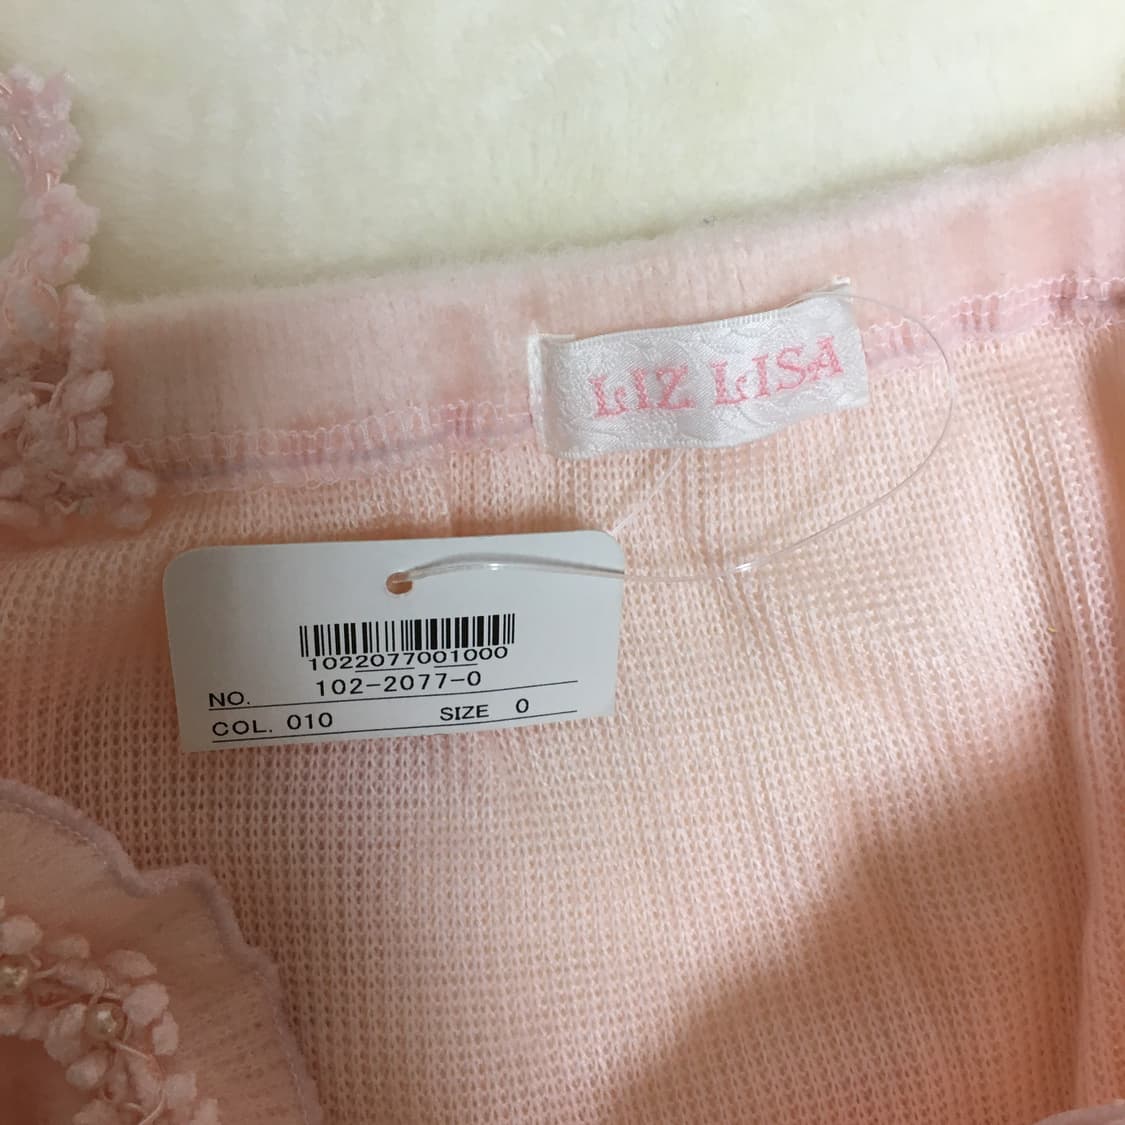 LIZ LISA
1022077001000
NO. 102-2077-0
COL. 010 SIZE 0